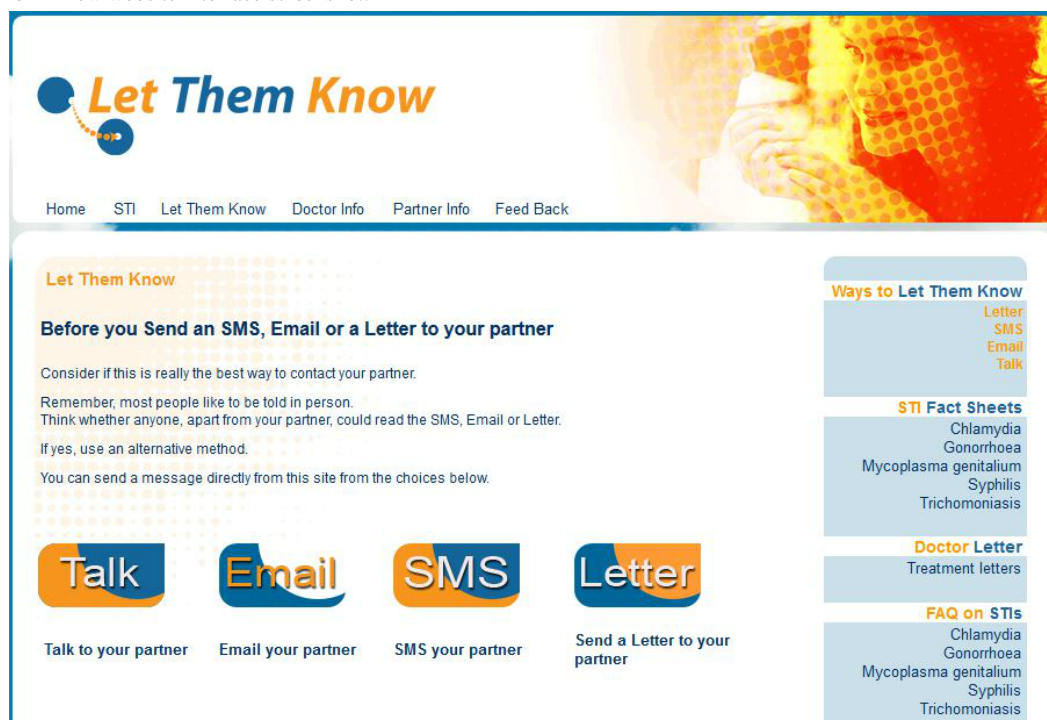 Let Them Know
Home STI Let Them Know Doctor Info Partner Info Feed Back
Let Them Know
Before you Send an SMS, Email or a Letter to your partner
Consider if this is really the best way to contact your partner.
Remember, most people like to be told in person.
Think whether anyone, apart from your partner, could read the SMS, Email or Letter.
If yes, use an alternative method.
You can send a message directly from this site from the choices below.
Talk
Email
SMS
Letter
Talk to your partner
Email your partner
SMS your partner
Send a Letter to your
partner
Ways to Let Them Know
Letter
SMS
Email
Talk
STI Fact Sheets
Chlamydia
Gonorrhoea
Mycoplasma genitalium
Syphilis
Trichomoniasis
Doctor Letter
Treatment letters
FAQ on STIs
Chlamydia
Gonorrhoea
Mycoplasma genitalium
Syphilis
Trichomoniasis